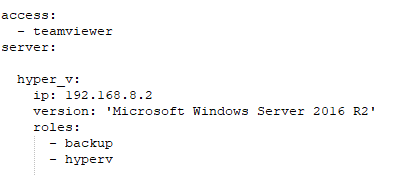 access:
  - teamviewer
server:

  hyper_v:
    ip: 192.168.8.2
    version: 'Microsoft Windows Server 2016 R2'
    roles:
      - backup
      - hyperv